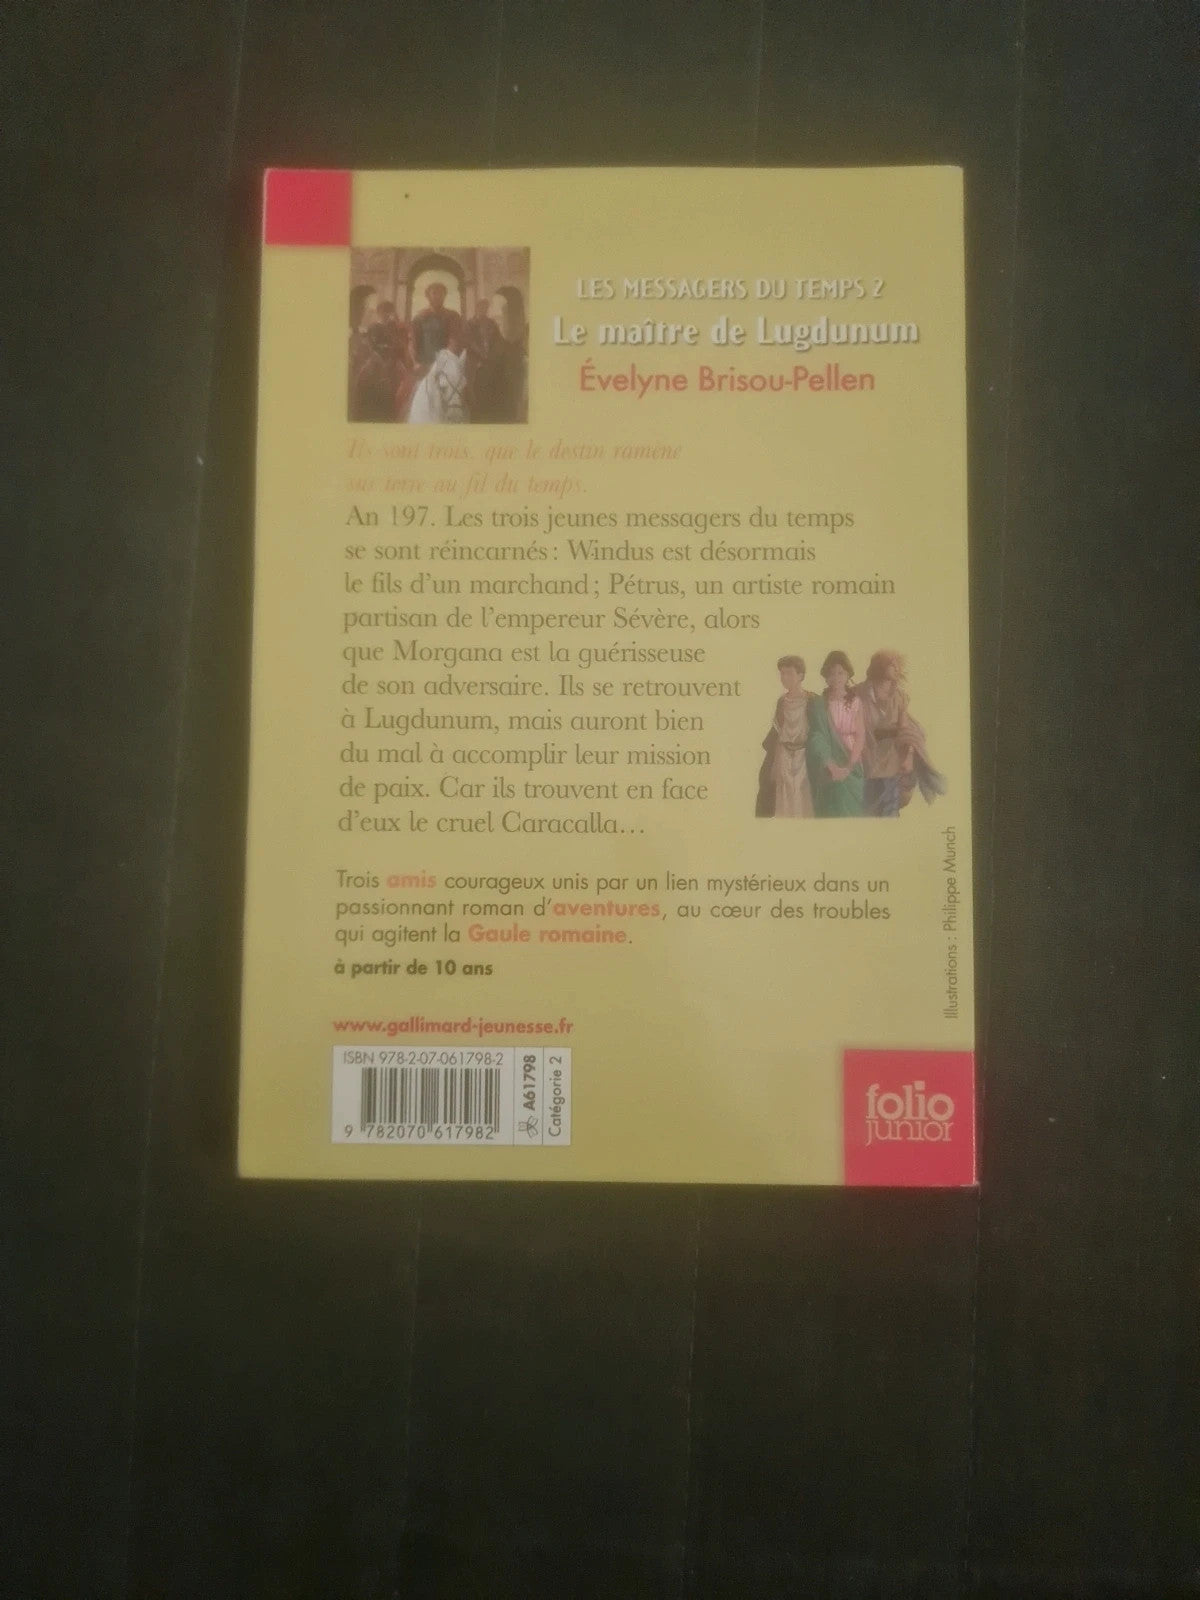 LES MESSAGERS DU TEMPS 2
Le maître de Lugdunum
Évelyne Brisou-Pellen
Ils sont trois, que le destin ramène
sur terre au fil du temps.
An 197. Les trois jeunes messagers du temps
se sont réincarnés : Windus est désormais
le fils d'un marchand ; Pétrus, un artiste romain
partisan de l'empereur Sévère, alors
que Morgana est la guérisseuse
de son adversaire. Ils se retrouvent
à Lugdunum, mais auront bien
du mal à accomplir leur mission
de paix. Car ils trouvent en face
d'eux le cruel Caracalla...
Trois amis courageux unis par un lien mystérieux dans un
passionnant roman d'aventures, au cœur des troubles
qui agitent la Gaule romaine.
à partir de 10 ans
Illustrations : Philippe Munch
www.gallimard-jeunesse.fr
ISBN 978-2-07-061798-2
9 782070 617982
A61798
Catégorie 2
folio
junior